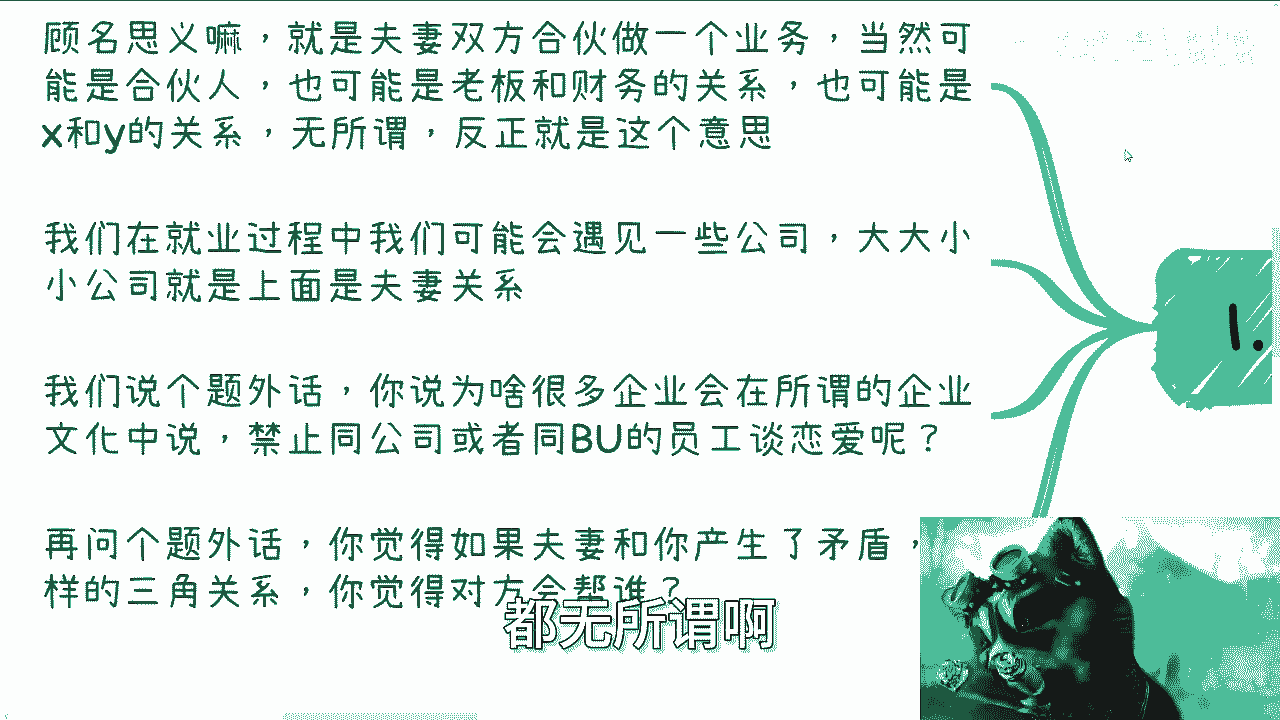 顾名思义嘛，就是夫妻双方合伙做一个业务，当然可
能是合伙人，也可能是老板和财务的关系，也可能是
x和y的关系，无所谓，反正就是这个意思
我们在就业过程中我们可能会遇见一些公司，大大小
小公司就是上面是夫妻关系
我们说个题外话，你说为啥很多企业会在所谓的企业
文化中说，禁止同公司或者同BU的员工谈恋爱呢？
再问个题外话，你觉得如果夫妻和你产生了矛盾，
样的三角关系，你觉得对方会帮谁？
1.
都无所谓啊